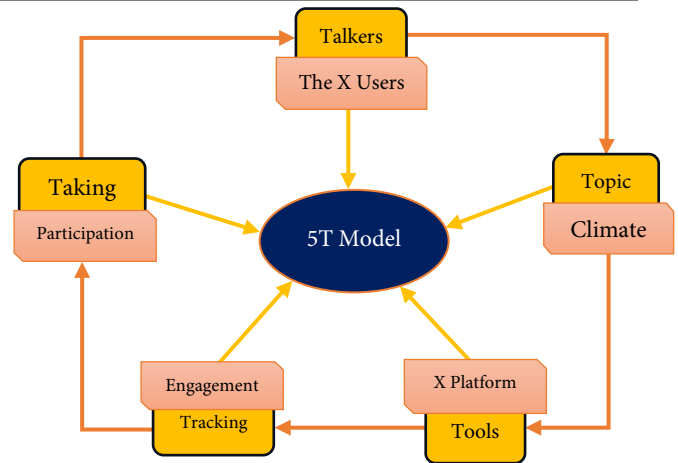 Talkers
The X Users
Topic
Climate
Taking
Participation
5T Model
Engagement
Tracking
X Platform
Tools